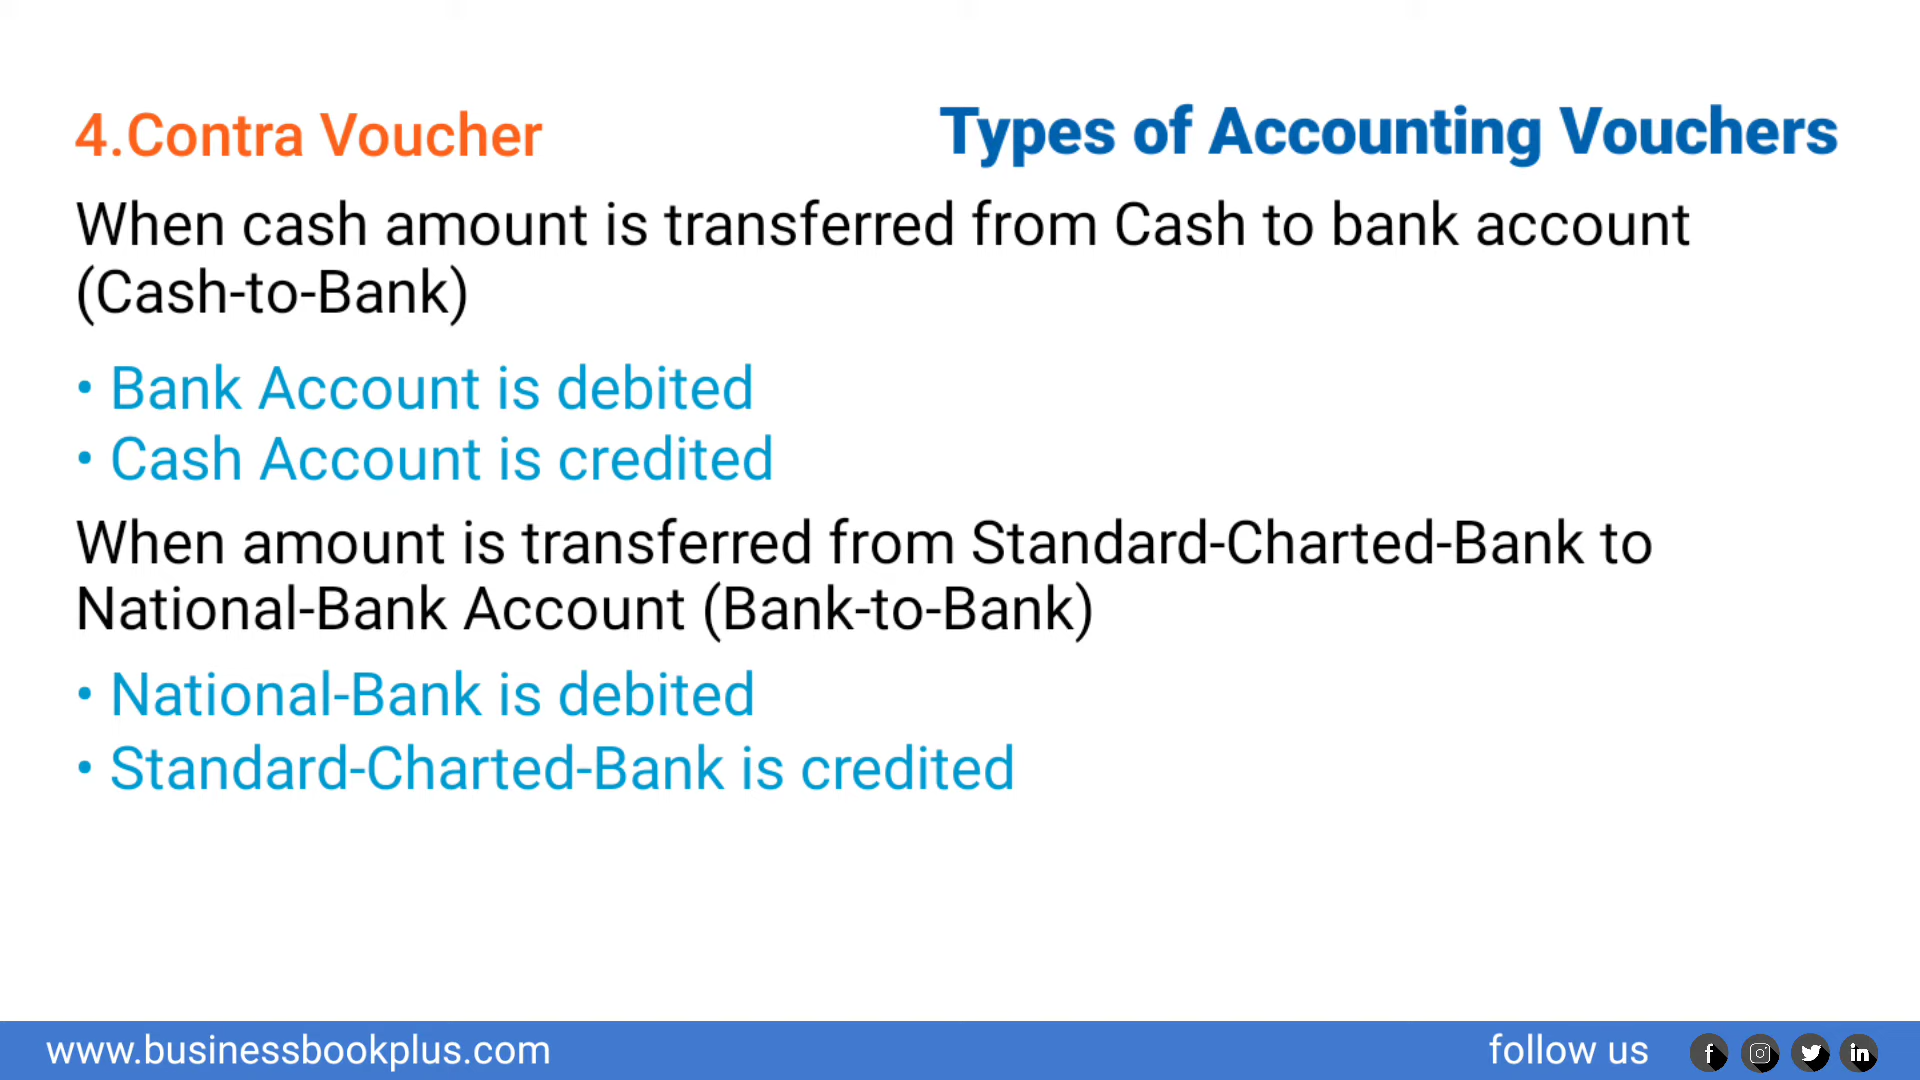 4.Contra Voucher
Types of Accounting Vouchers
When cash amount is transferred from Cash to bank account
(Cash-to-Bank)
• Bank Account is debited
• Cash Account is credited
When amount is transferred from Standard-Charted-Bank to
National-Bank Account (Bank-to-Bank)
• National-Bank is debited
• Standard-Charted-Bank is credited
www.businessbookplus.com
follow us